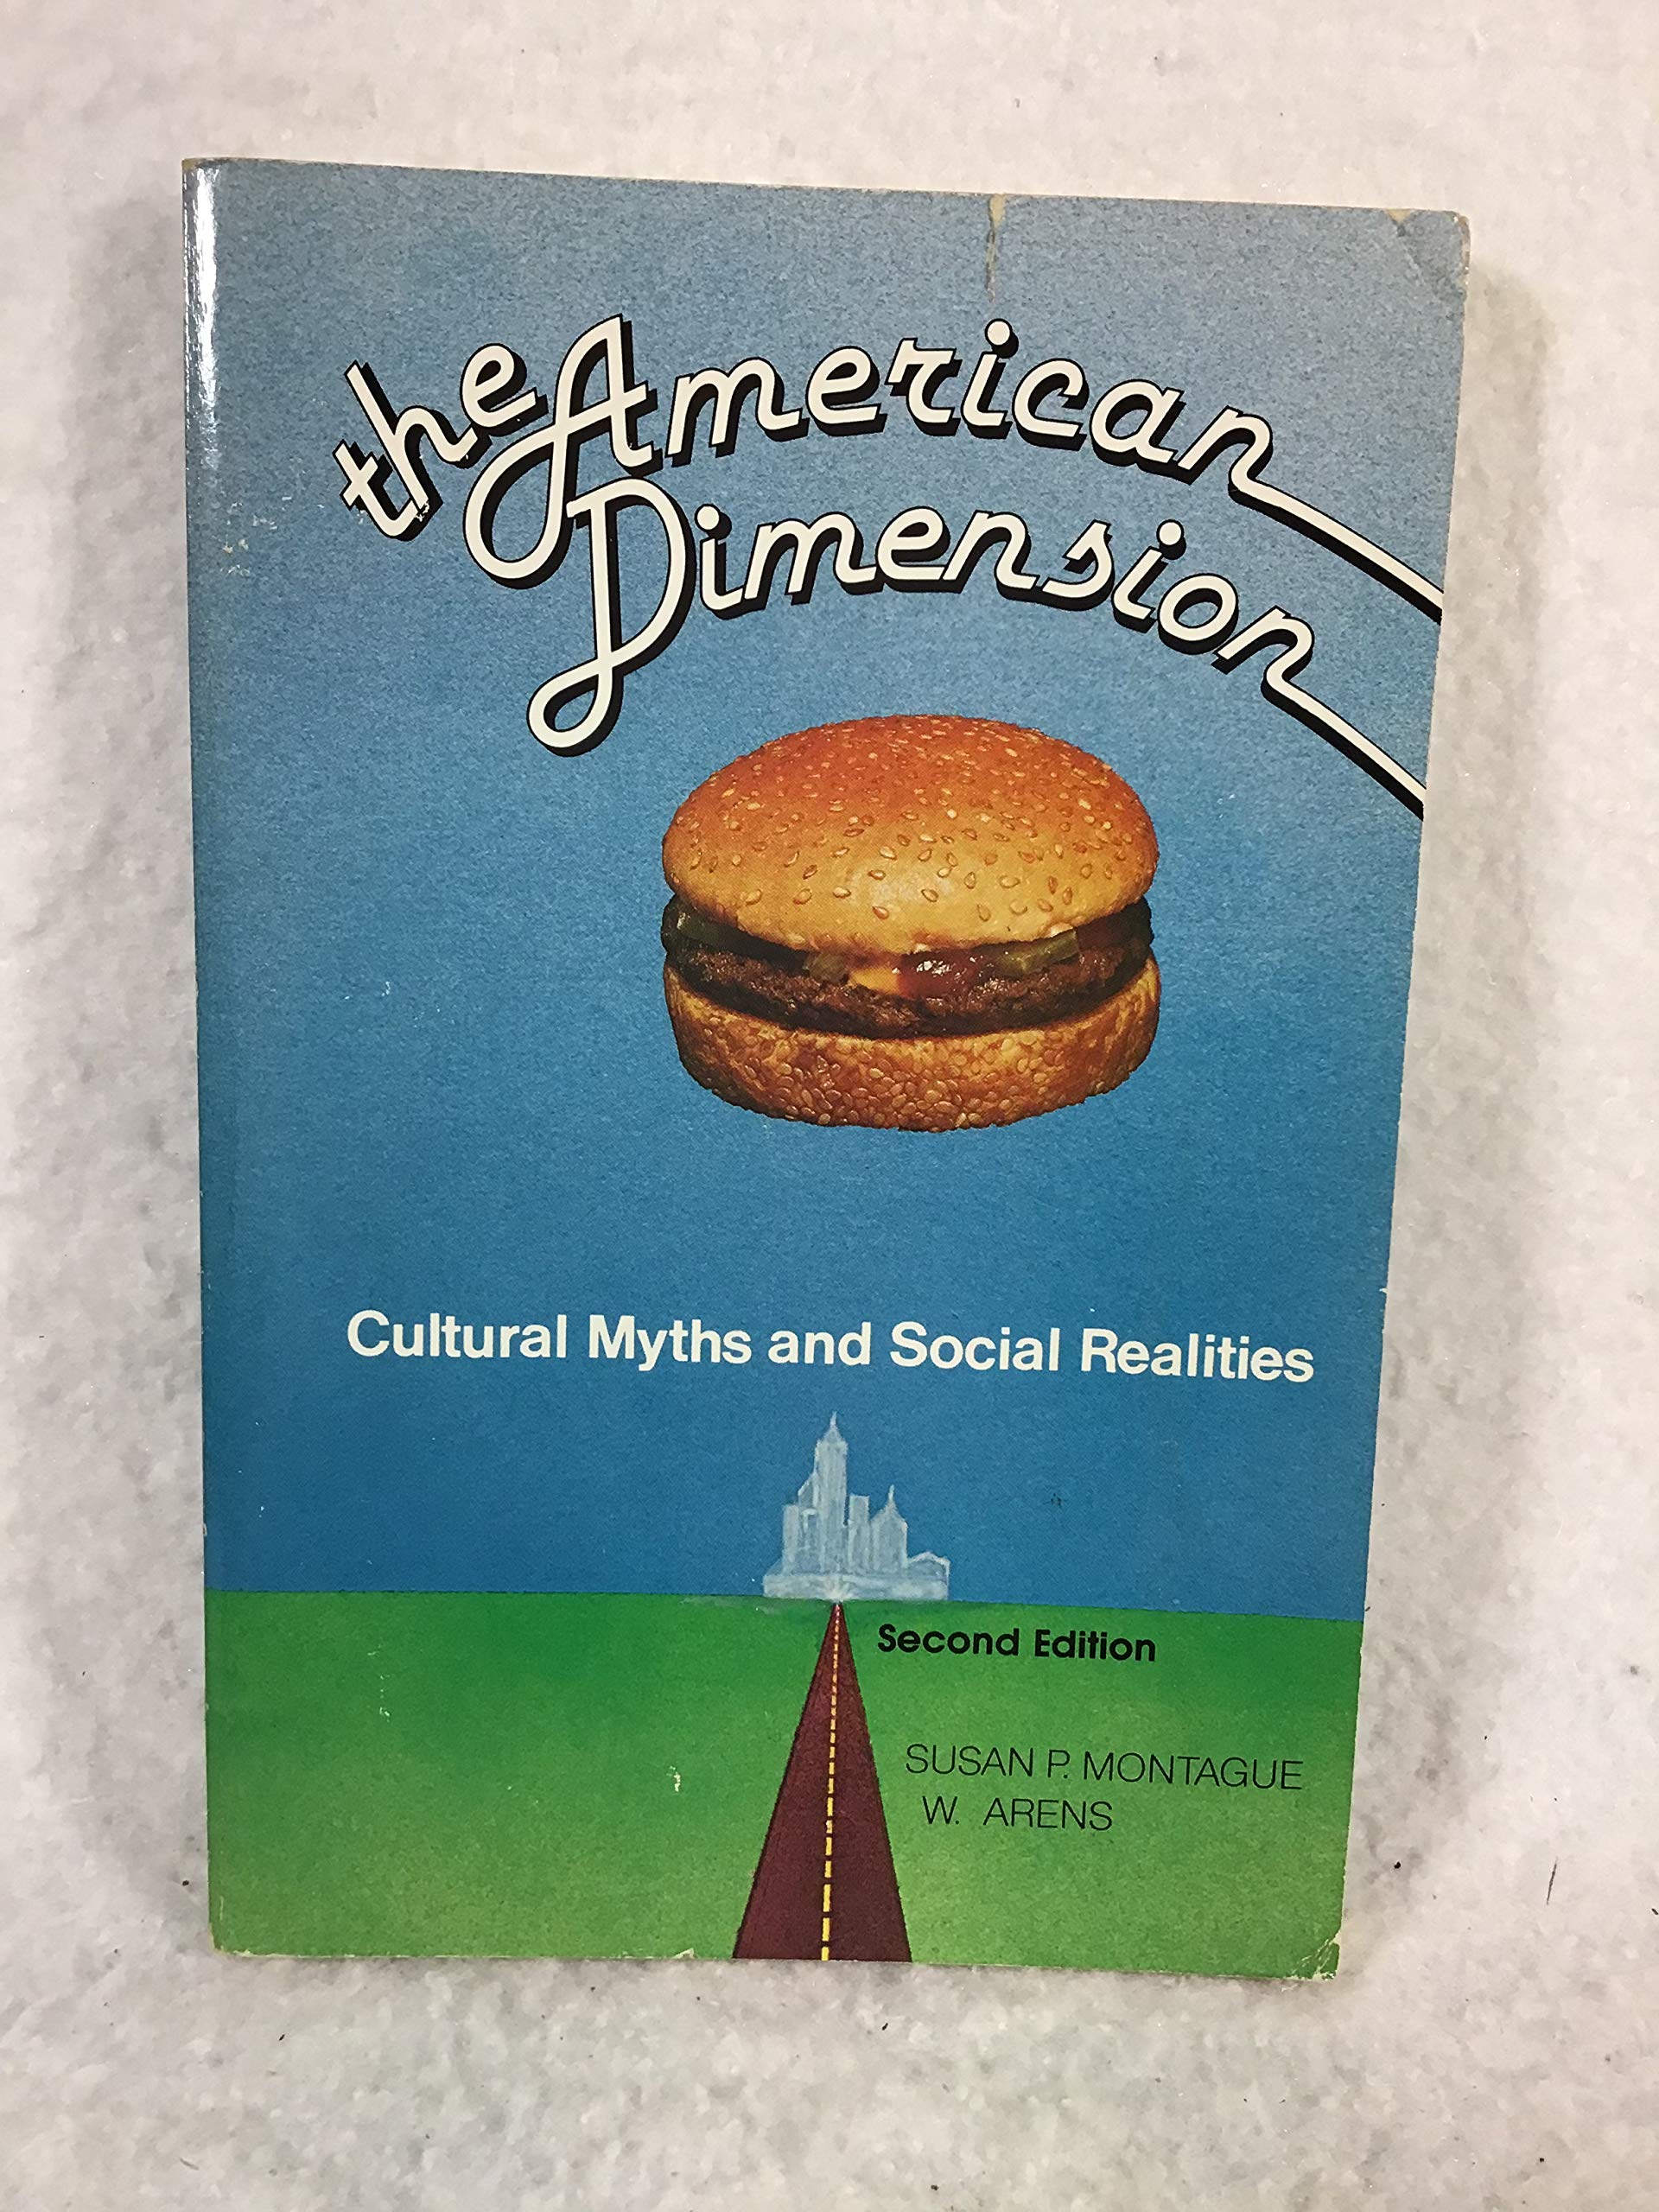 the American
Dimension
Cultural Myths and Social Realities
Second Edition
SUSAN P. MONTAGUE
W. ARENS